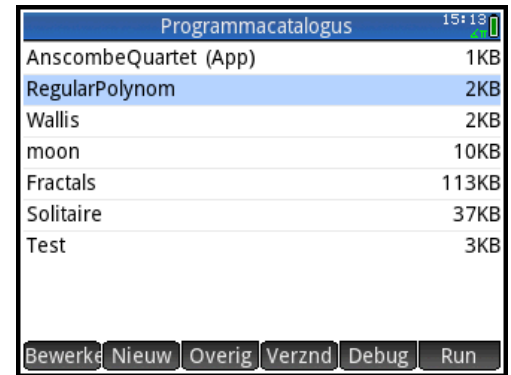 Programmacatalogus 15:13
∠π
AnscombeQuartet (App) 1KB
RegularPolynom 2KB
Wallis 2KB
moon 10KB
Fractals 113KB
Solitaire 37KB
Test 3KB
Bewerke Nieuw Overig Verznd Debug Run